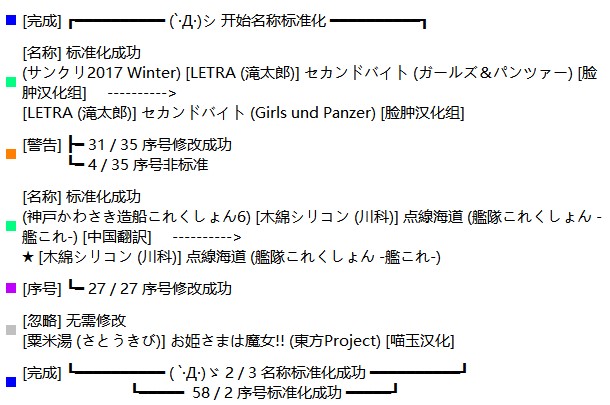 [完成] ┏━━━━━━━━━ (`･Д･)シ 开始名称标准化 ━━━━━━━━━┓
[名称] 标准化成功
(サンクリ2017 Winter) [LETRA (滝太郎)] セカンドバイト (ガールズ＆パンツァー) [脸
肿汉化组]     ---------->
[LETRA (滝太郎)] セカンドバイト (Girls und Panzer) [脸肿汉化组]
[警告] ┣━ 31 / 35 序号修改成功
┗━ 4 / 35 序号非标准
[名称] 标准化成功
(神戸かわさき造船これくしょん6) [木綿シリコン (川科)] 点線海道 (艦隊これくしょん -
艦これ-) [中国翻訳]     ---------->
★ [木綿シリコン (川科)] 点線海道 (艦隊これくしょん -艦これ-)
[序号] ┗━ 27 / 27 序号修改成功
[忽略] 无需修改
[粟米湯 (さとうきび)] お姫さまは魔女!! (東方Project) [喵玉汉化]
[完成] ┗━━━━━━━━━ ( `･Д･)ゞ 2 / 3 名称标准化成功 ━━━━━━━━━┛
┗━━━━ 58 / 2 序号标准化成功 ━━━━┛